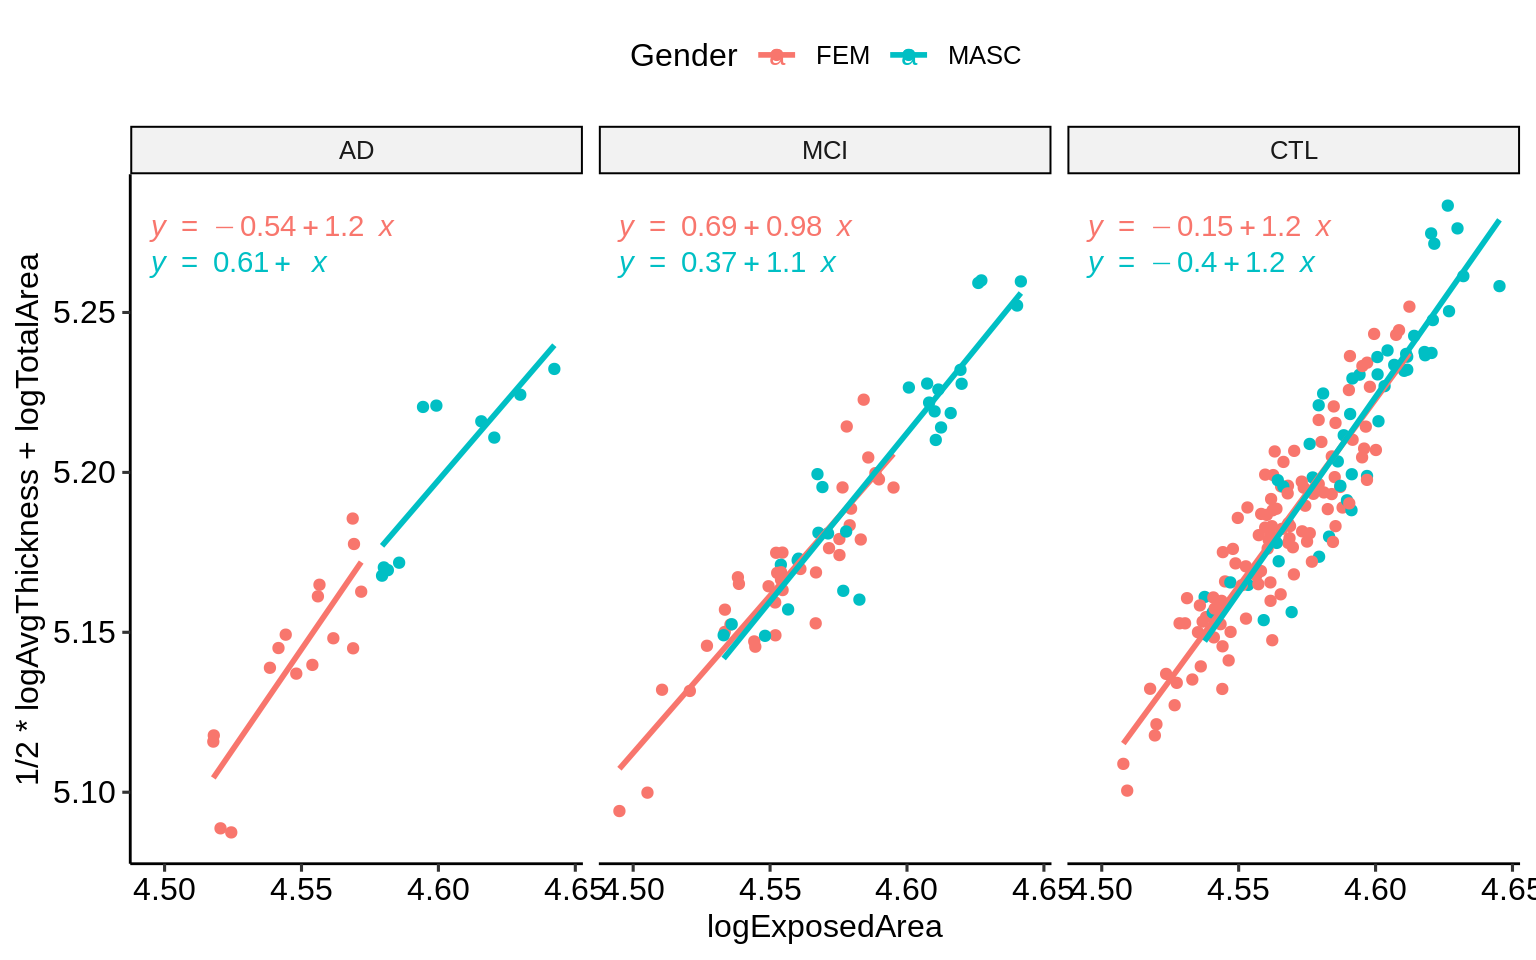 Gender a FEM a MASC
AD MCI CTL
y = − 0.54 + 1.2 x
y = 0.61 + x
y = 0.69 + 0.98 x
y = 0.37 + 1.1 x
y = − 0.15 + 1.2 x
y = − 0.4 + 1.2 x
1/2 * logAvgThickness + logTotalArea
5.25
5.20
5.15
5.10
4.50 4.55 4.60 4.65 4.50 4.55 4.60 4.65 4.50 4.55 4.60 4.65
logExposedArea